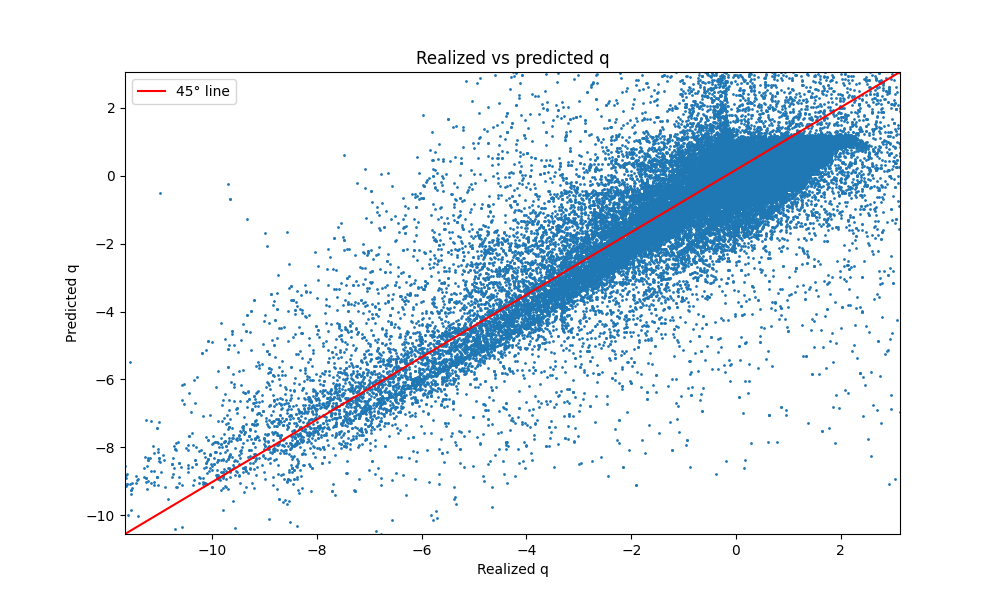 Realized vs predicted q
45° line
Predicted q
2
0
−2
−4
−6
−8
−10
−10 −8 −6 −4 −2 0 2
Realized q